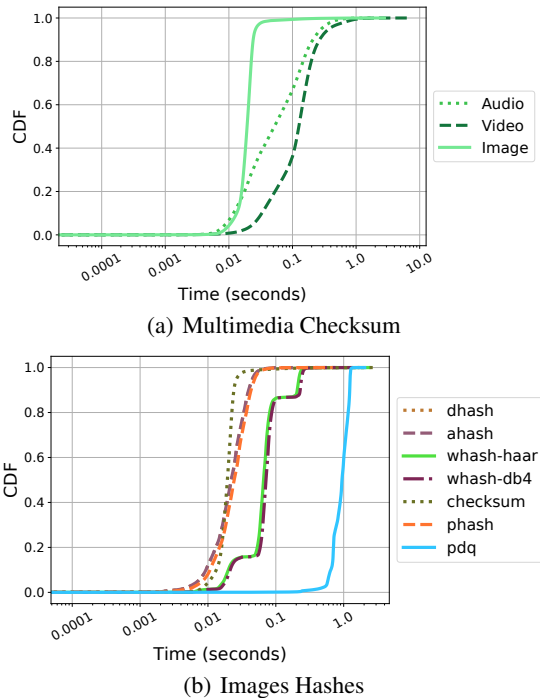 1.0
0.8
0.6
0.4
0.2
0.0
CDF
0.0001
0.001
0.01
0.1
1.0
10.0
Time (seconds)
Audio
Video
Image
(a) Multimedia Checksum
1.0
0.8
0.6
0.4
0.2
0.0
CDF
0.0001
0.001
0.01
0.1
1.0
Time (seconds)
dhash
ahash
whash-haar
whash-db4
checksum
phash
pdq
(b) Images Hashes